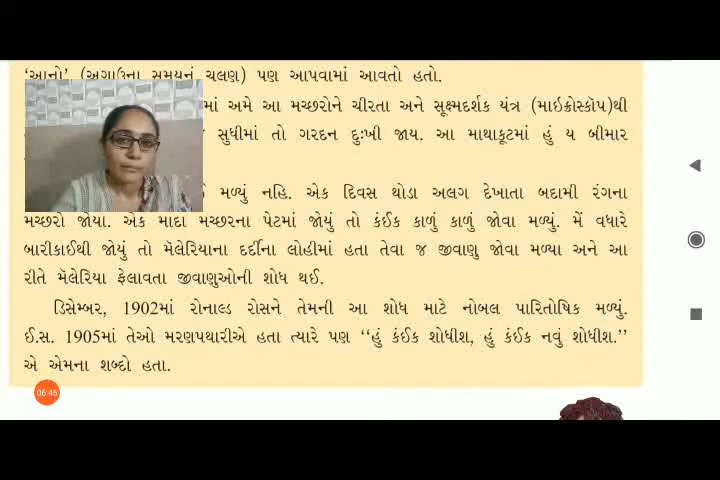 'આનો' (અગાઉના સમયનું ચલણ) પણ આપવામાં આવતો હતો.
માં અમે આ મચ્છરોને ચીરતા અને સૂક્ષ્મદર્શક યંત્ર (માઇક્રોસ્કૉપ)થી
સુધીમાં તો ગરદન દુઃખી જાય. આ માથાકૂટમાં હું ય બીમાર
મળ્યું નહિ. એક દિવસ થોડા અલગ દેખાતા બદામી રંગના
મચ્છરો જોયા. એક માદા મચ્છરના પેટમાં જોયું તો કંઈક કાળું કાળું જોવા મળ્યું. મેં વધારે
બારીકાઈથી જોયું તો મૅલેરિયાના દર્દીના લોહીમાં હતા તેવા જ જીવાણુ જોવા મળ્યા અને આ
રીતે મૅલેરિયા ફેલાવતા જીવાણુઓની શોધ થઈ.
ડિસેમ્બર, 1902માં રોનાલ્ડ રોસને તેમની આ શોધ માટે નોબલ પારિતોષિક મળ્યું.
ઈ.સ. 1905માં તેઓ મરણપથારીએ હતા ત્યારે પણ "હું કંઈક શોધીશ, હું કંઈક નવું શોધીશ."
એ એમના શબ્દો હતા.
06:45